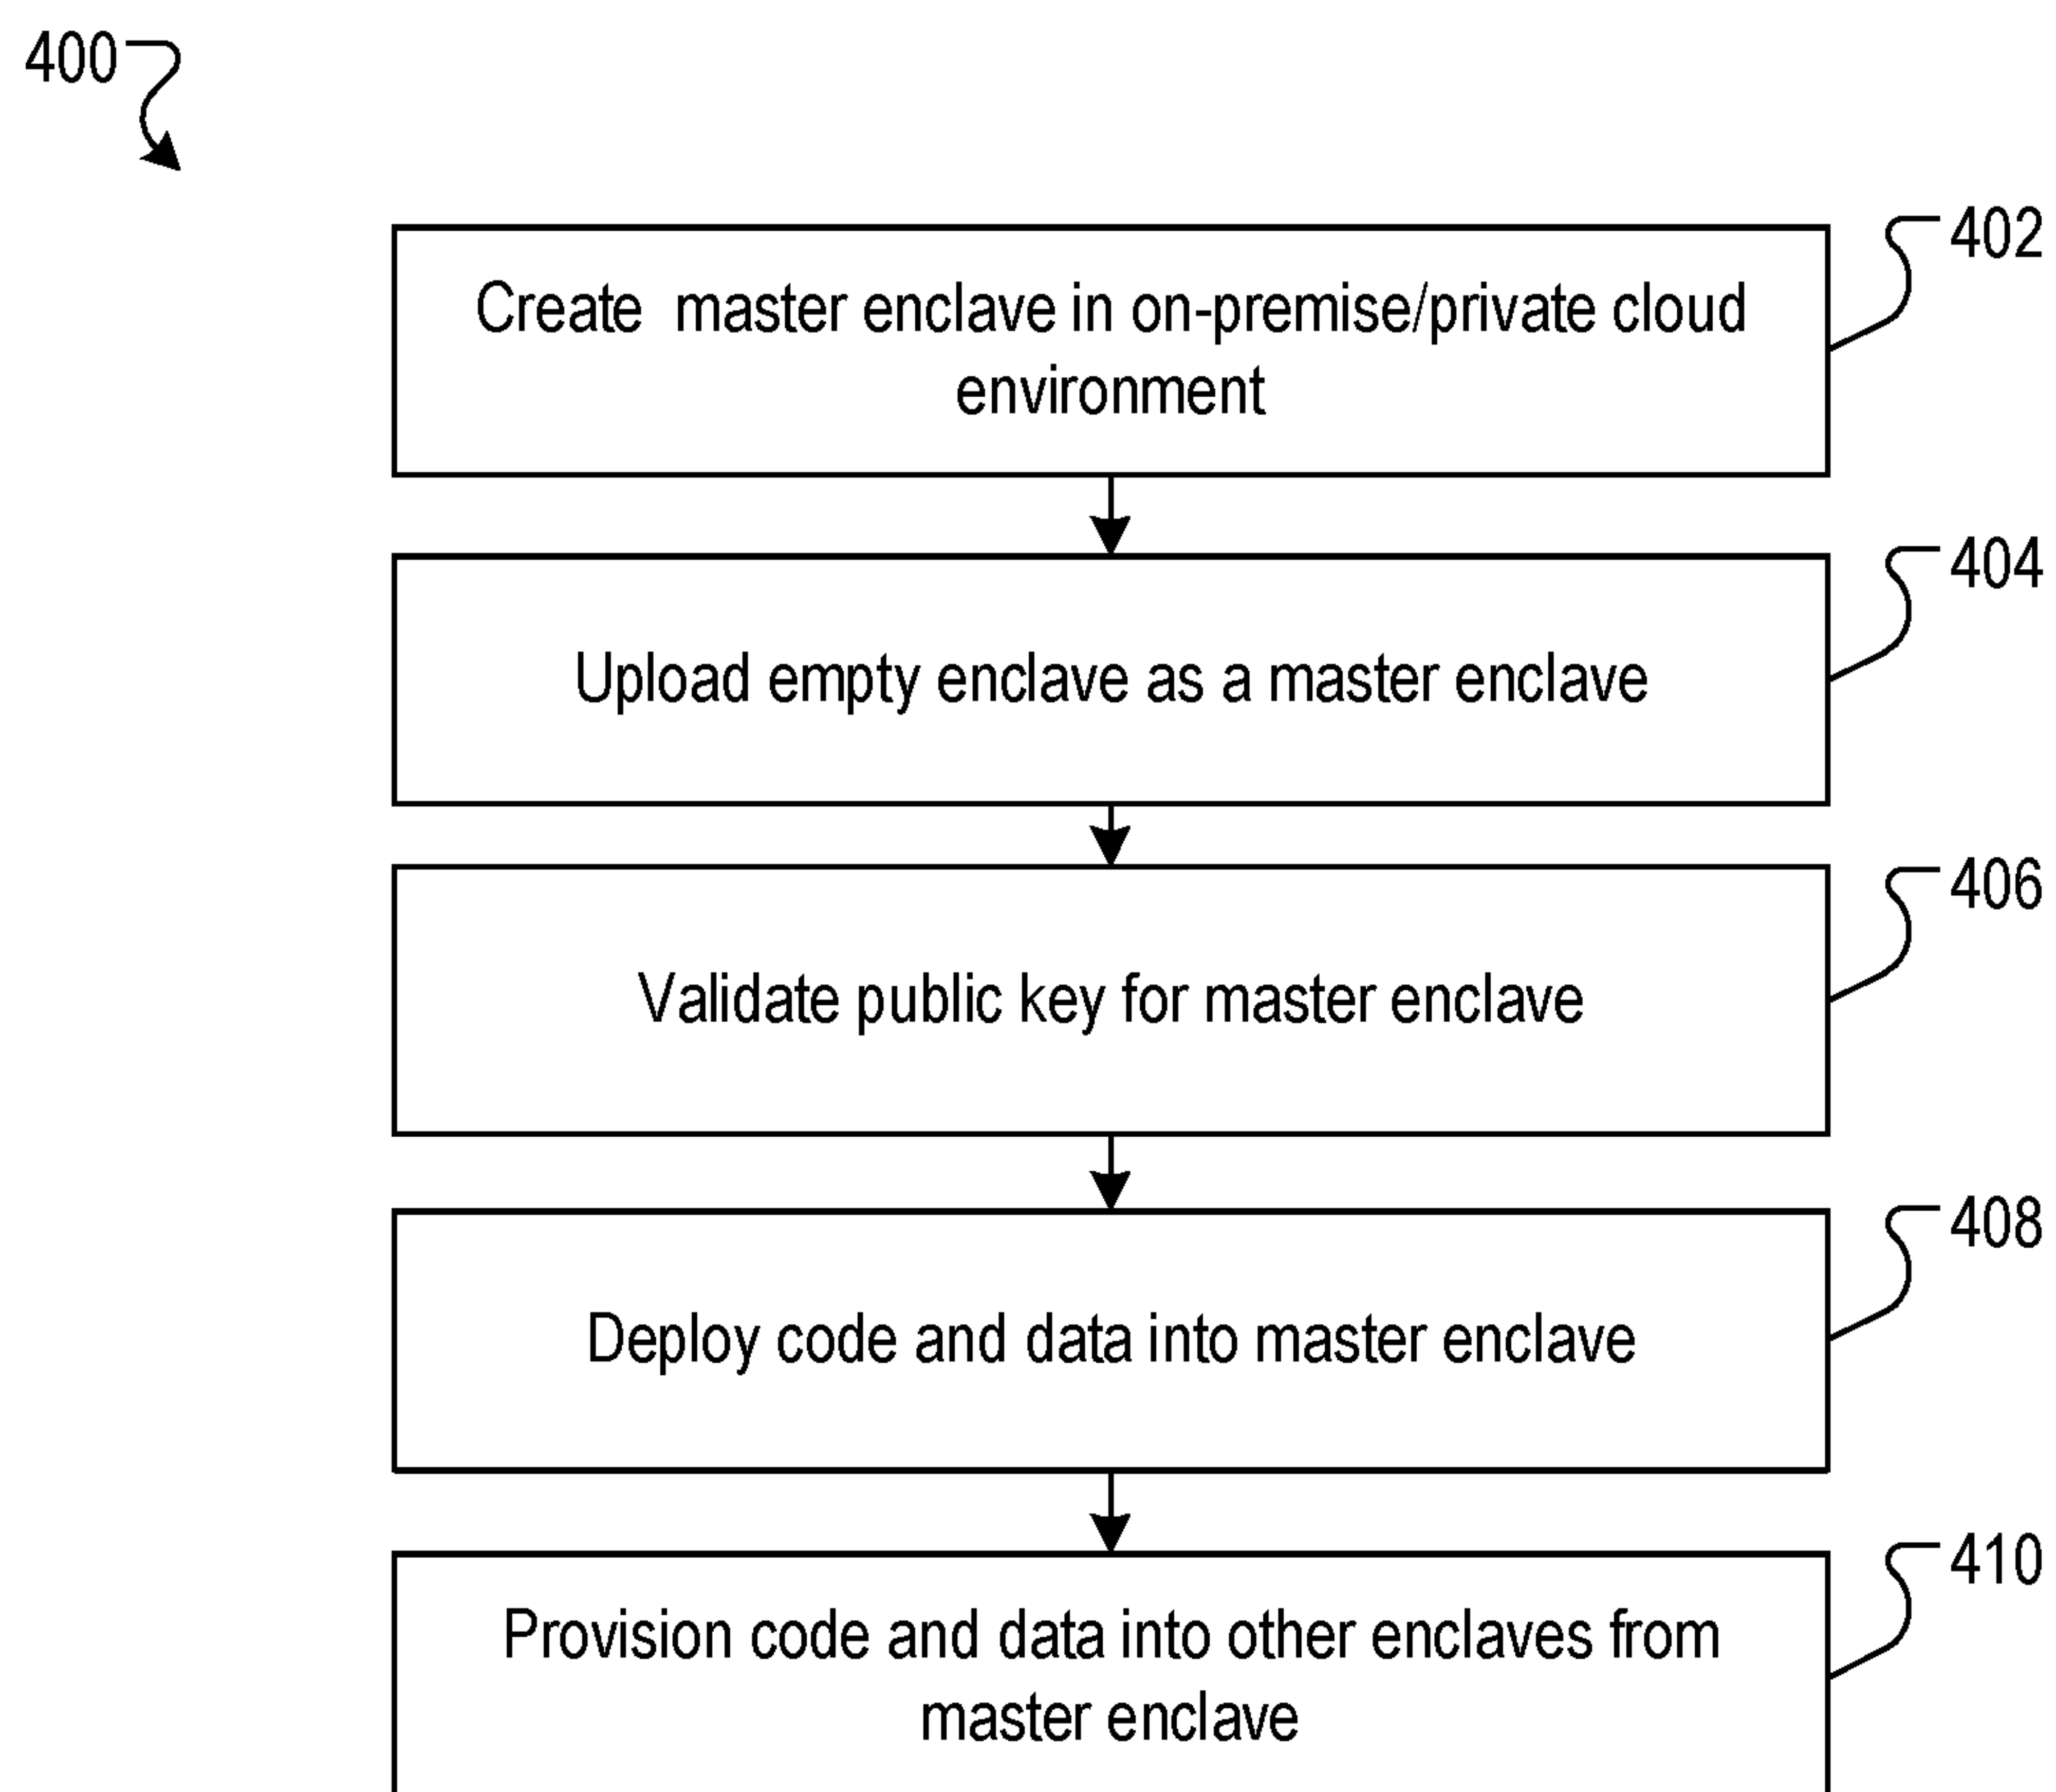 400
402
Create master enclave in on-premise/private cloud
environment
404
Upload empty enclave as a master enclave
406
Validate public key for master enclave
408
Deploy code and data into master enclave
410
Provision code and data into other enclaves from
master enclave